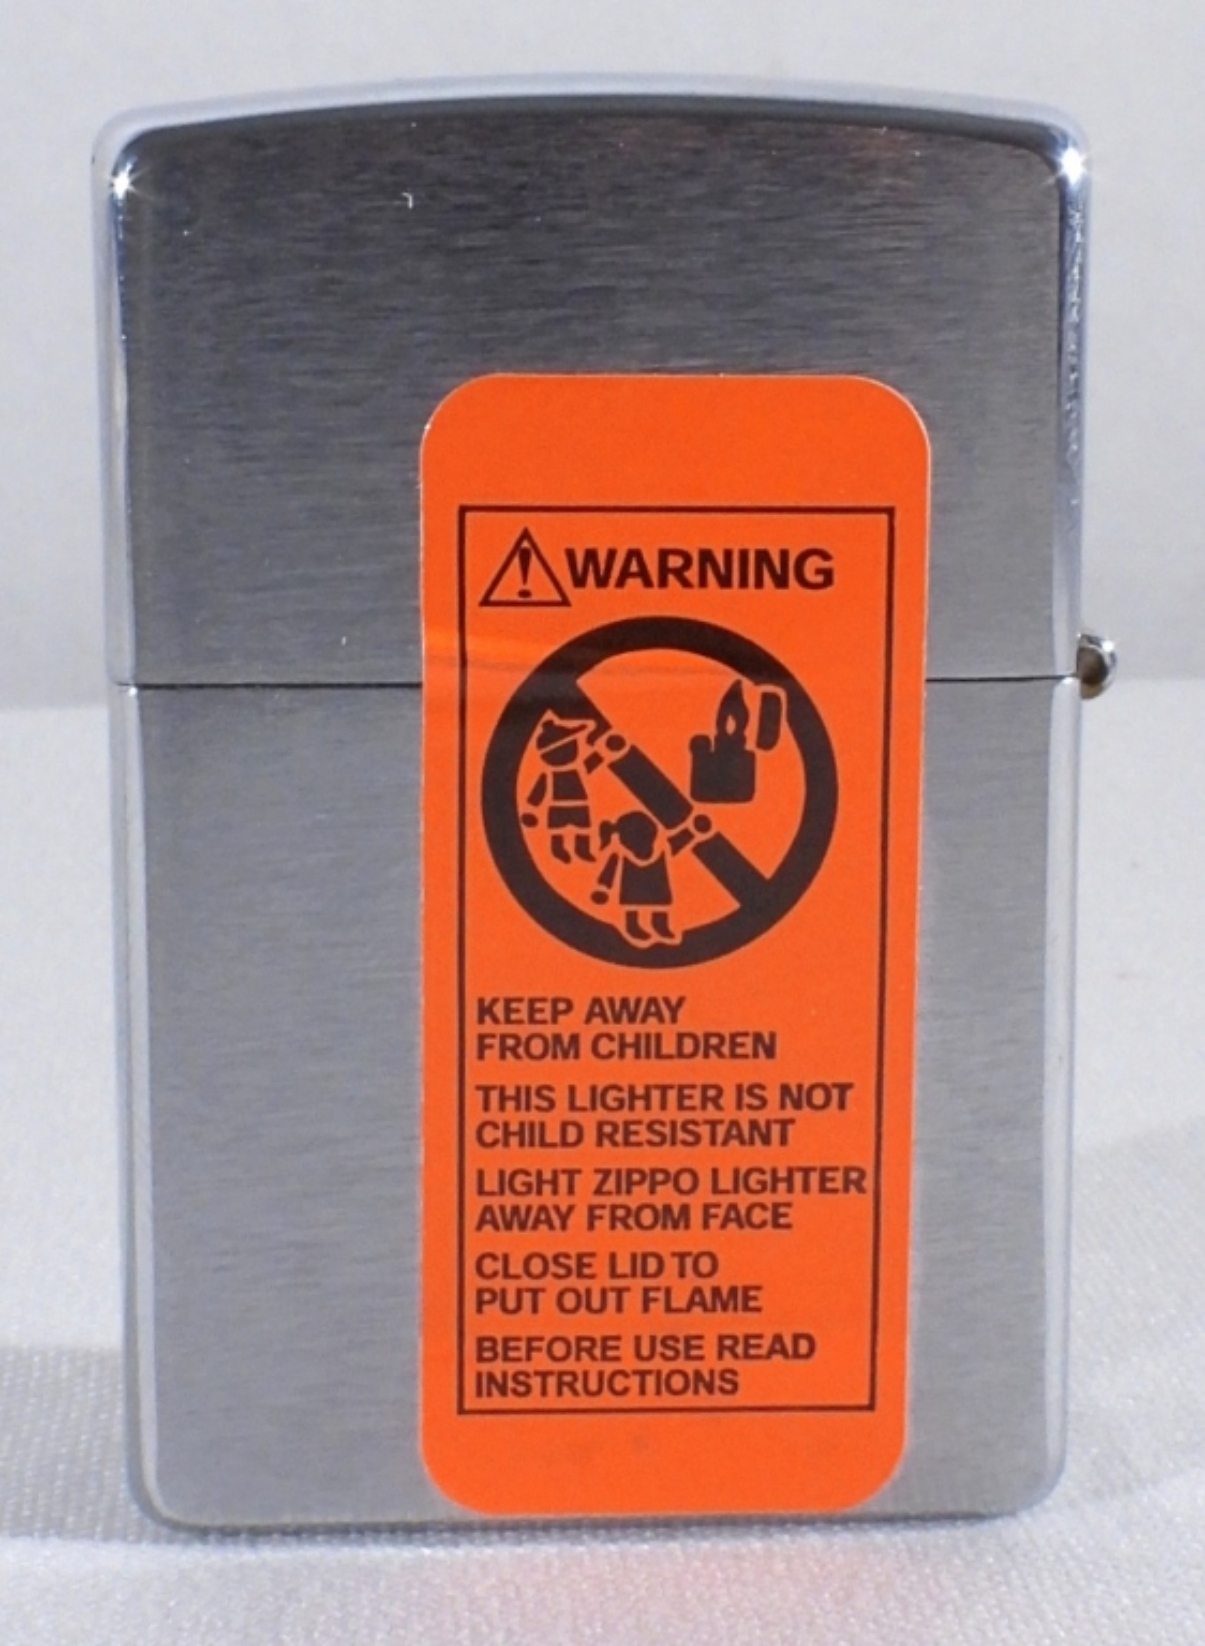 WARNING
KEEP AWAY
FROM CHILDREN
THIS LIGHTER IS NOT
CHILD RESISTANT
LIGHT ZIPPO LIGHTER
AWAY FROM FACE
CLOSE LID TO
PUT OUT FLAME
BEFORE USE READ
INSTRUCTIONS